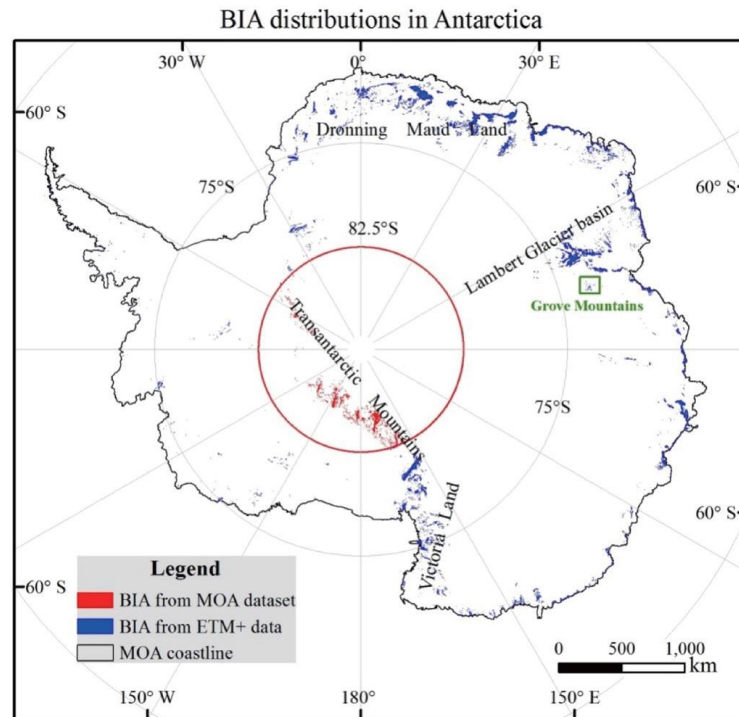 BIA distributions in Antarctica
30° W
0°
30° E
60° S
Dronning Maud Land
75°S
60° S
82.5°S
Lambert Glacier basin
Grove Mountains
Transantarctic Mountains
75°S
Victoria Land
60° S
Legend
BIA from MOA dataset
BIA from ETM+ data
MOA coastline
60° S
0 500 1,000
km
150° W
180°
150° E